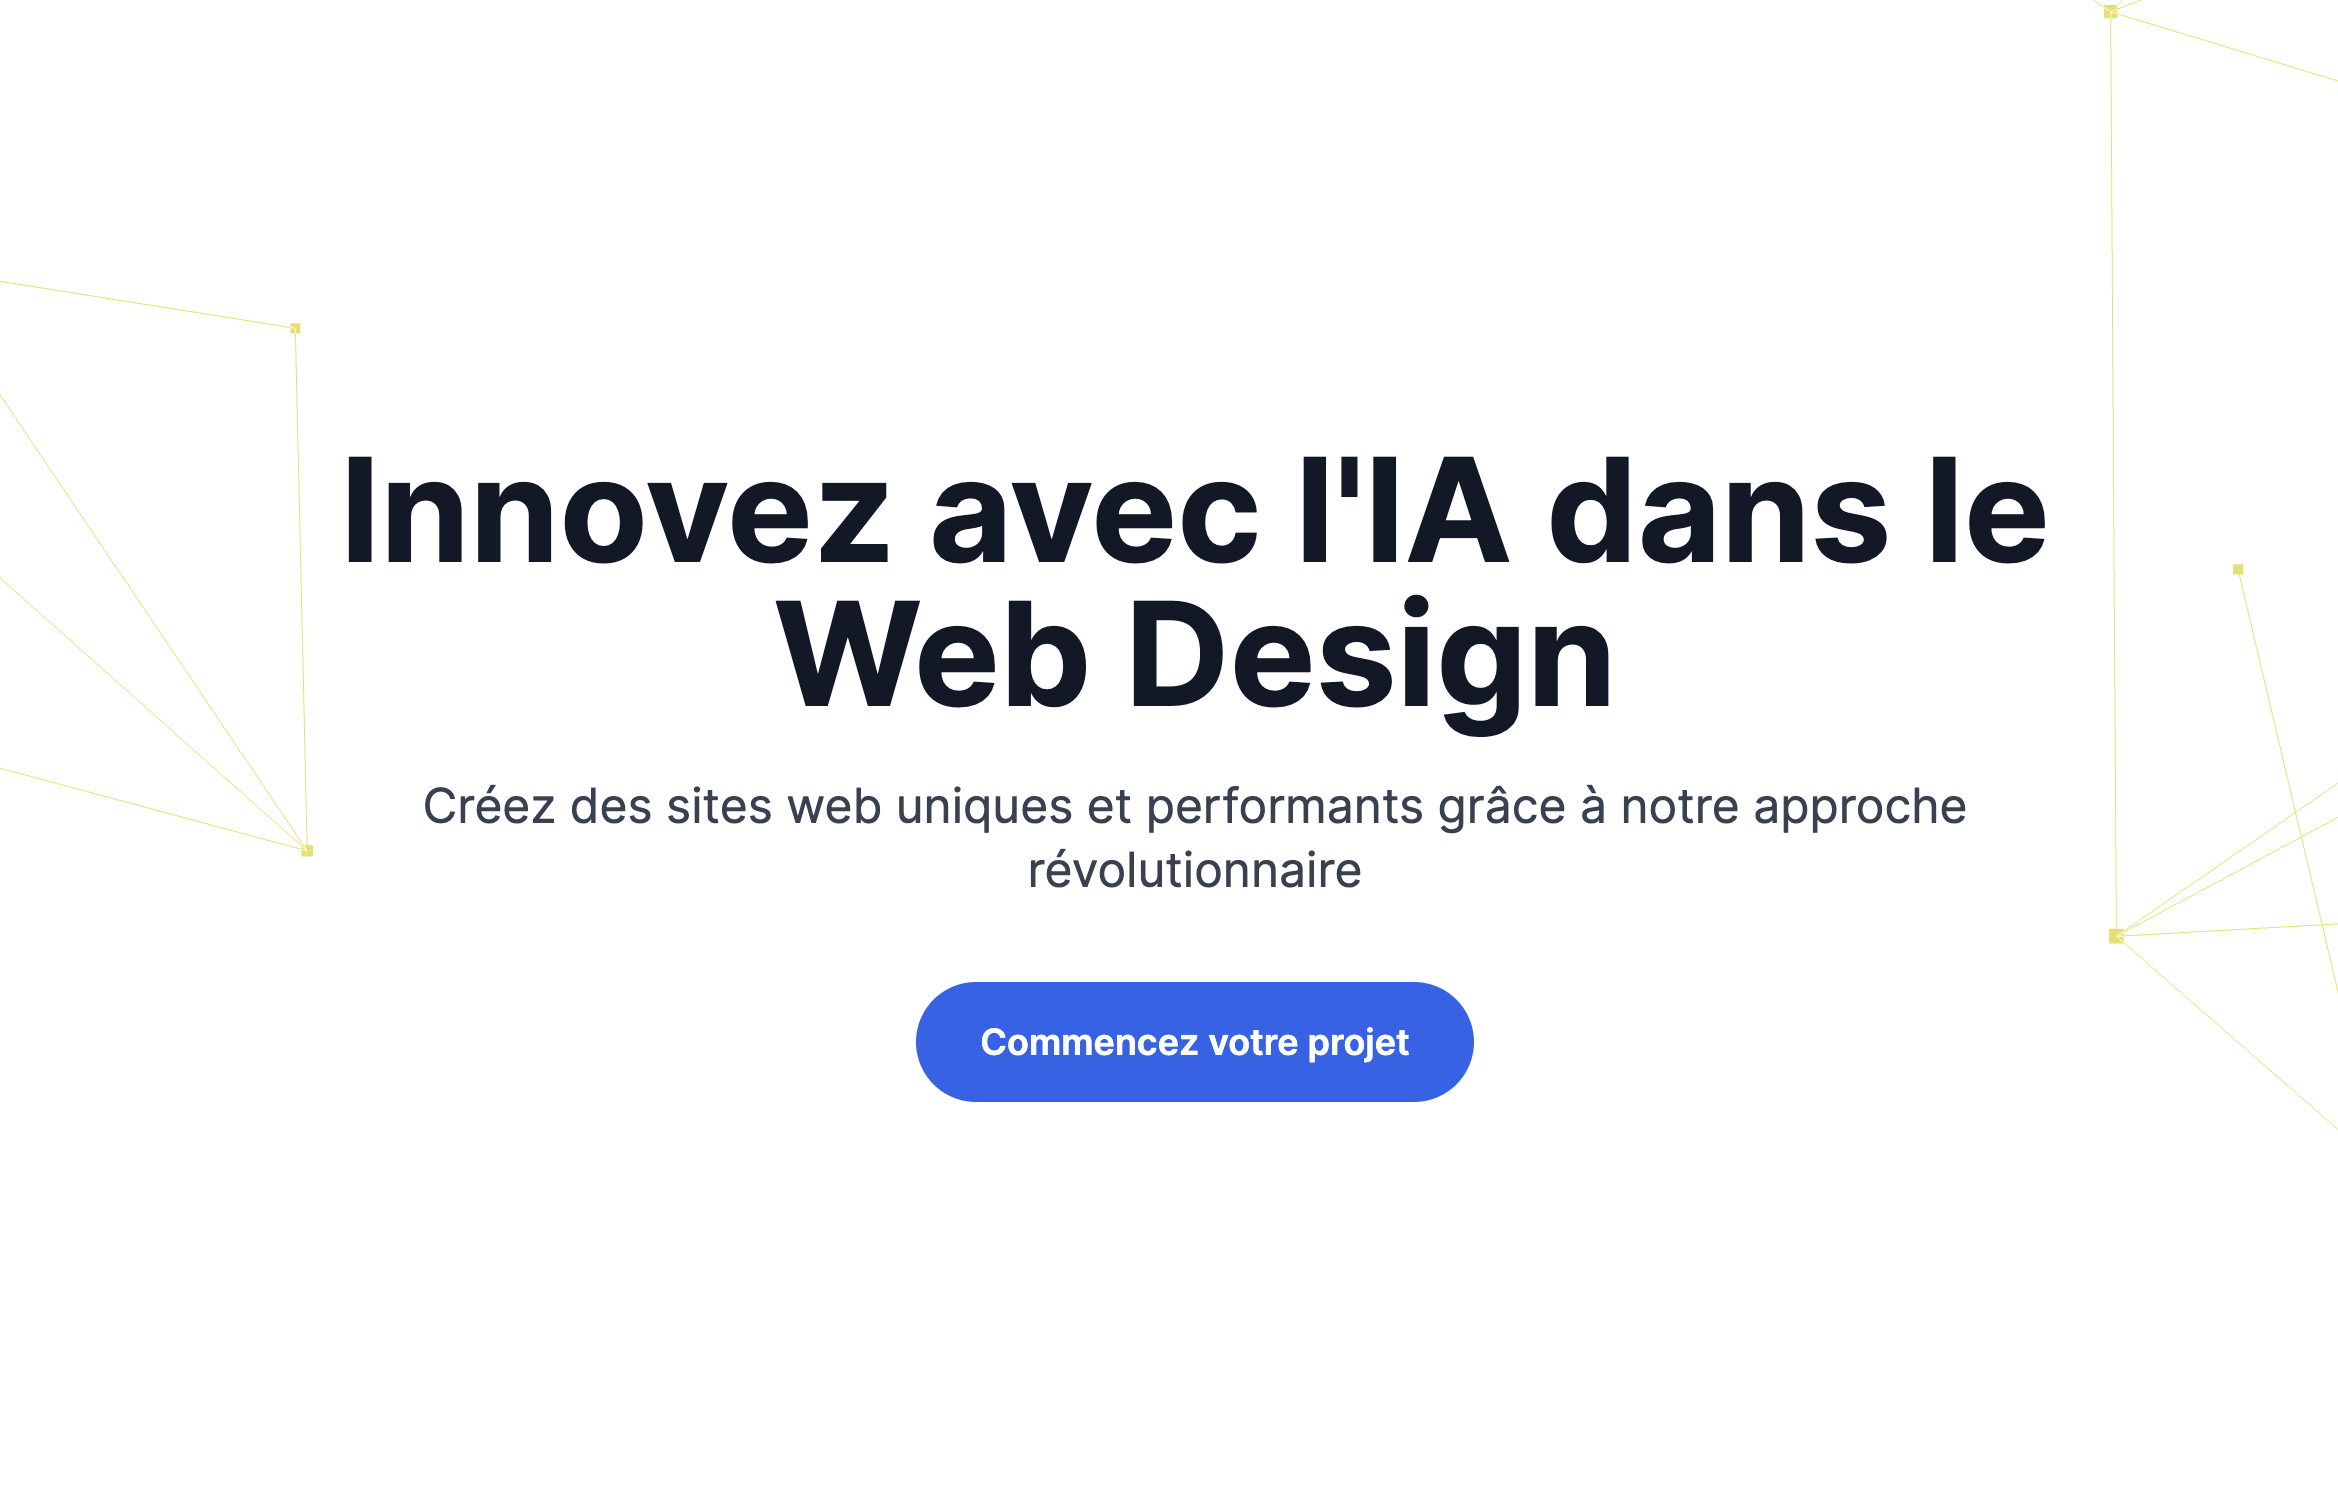 Innovez avec l'IA dans le
Web Design
Créez des sites web uniques et performants grâce à notre approche
révolutionnaire
Commencez votre projet